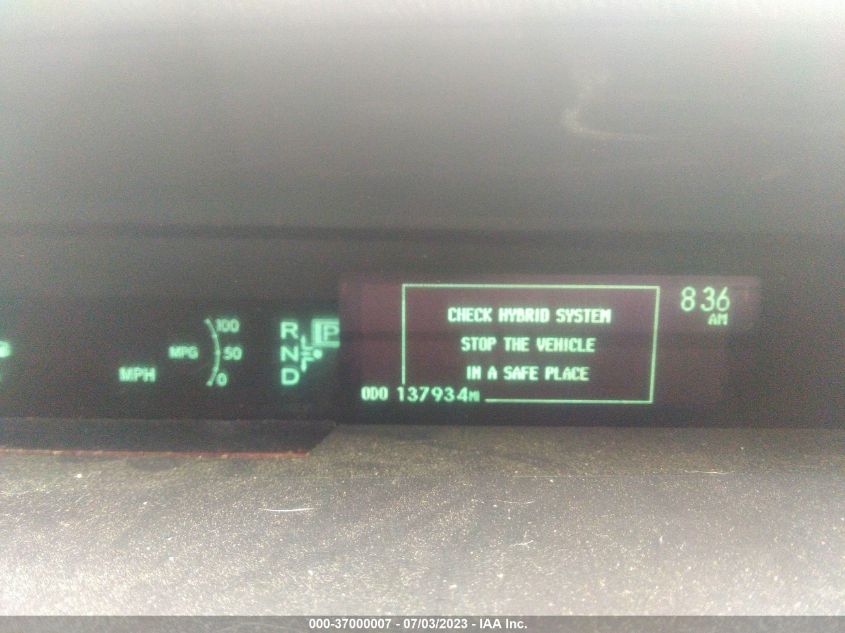 8:36
AM
CHECK HYBRID SYSTEM
STOP THE VEHICLE
IN A SAFE PLACE
ODO 137934M
100
MPG 50
0
MPH
R P
N
D
000-37000007 - 07/03/2023 - IAA Inc.